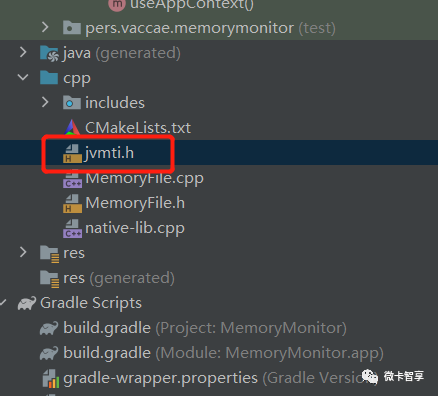 useAppContext()
pers.vaccae.memorymonitor (test)
java (generated)
cpp
includes
CMakeLists.txt
jvmti.h
MemoryFile.cpp
MemoryFile.h
native-lib.cpp
res
res (generated)
Gradle Scripts
build.gradle (Project: MemoryMonitor)
build.gradle (Module: MemoryMonitor.app)
gradle-wrapper.properties (Gradle Version)
微卡智享